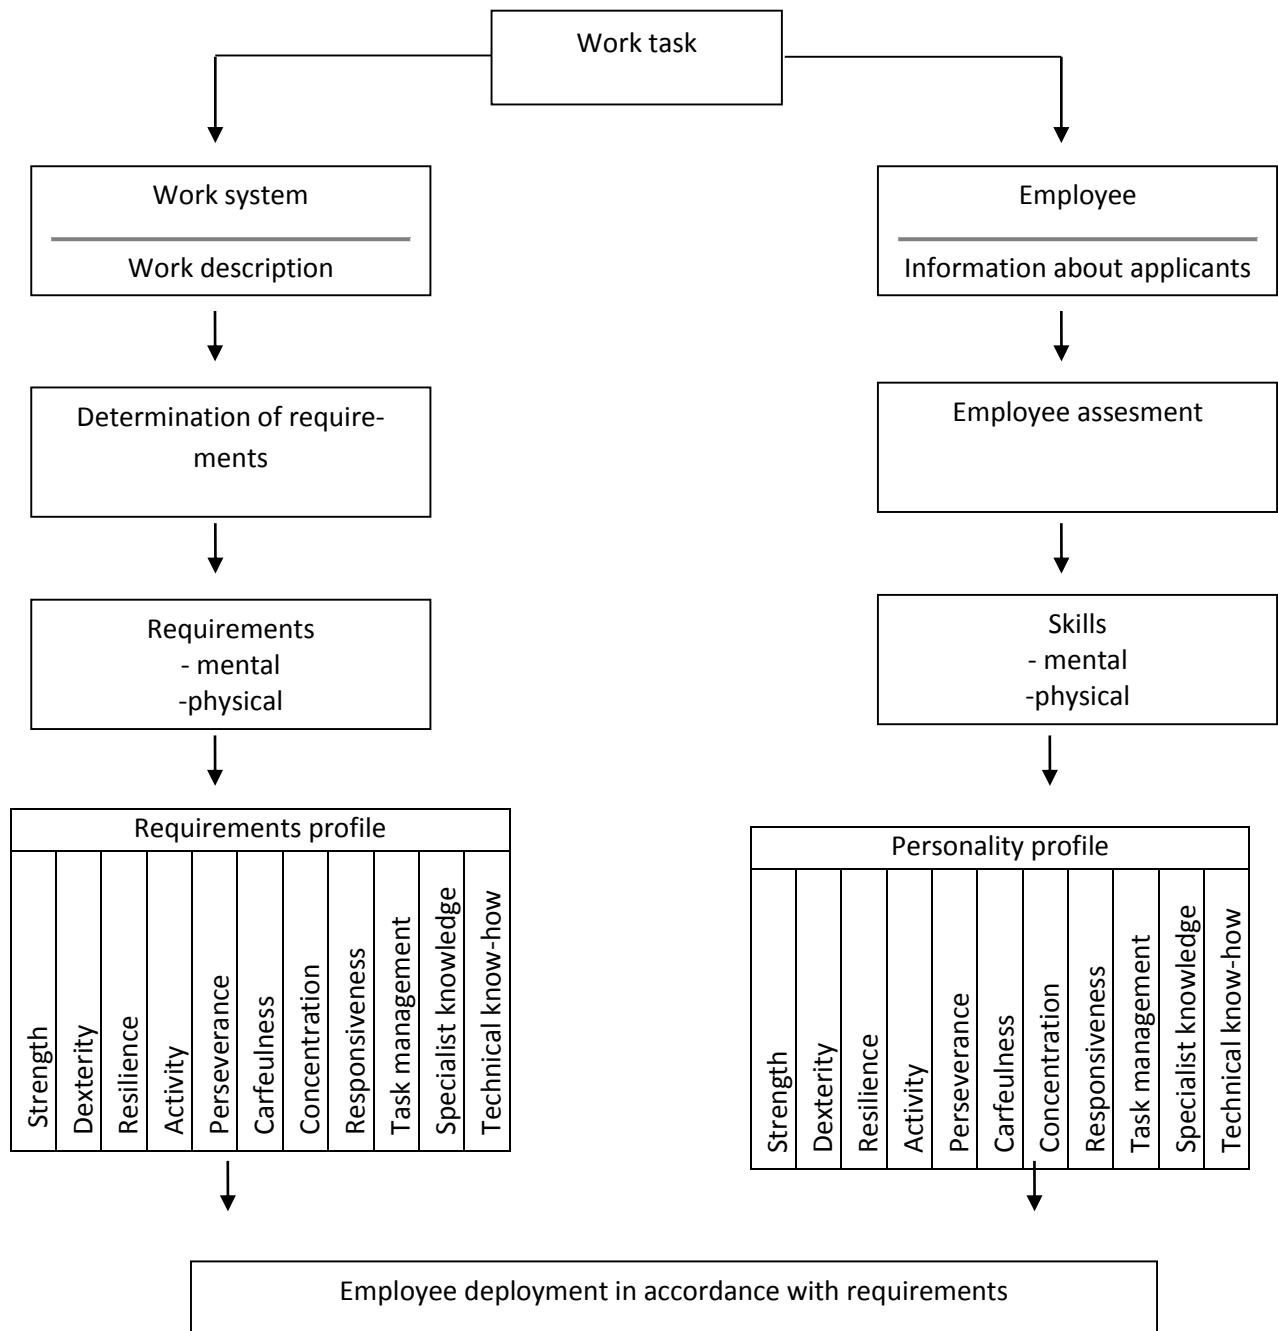 Work task
Work system
Work description
Employee
Information about applicants
Determination of require-
ments
Employee assesment
Requirements
- mental
-physical
Skills
- mental
-physical
Requirements profile
Strength
Dexterity
Resilience
Activity
Perseverance
Carfeulness
Concentration
Responsiveness
Task management
Specialist knowledge
Technical know-how
Personality profile
Strength
Dexterity
Resilience
Activity
Perseverance
Carfeulness
Concentration
Responsiveness
Task management
Specialist knowledge
Technical know-how
Employee deployment in accordance with requirements